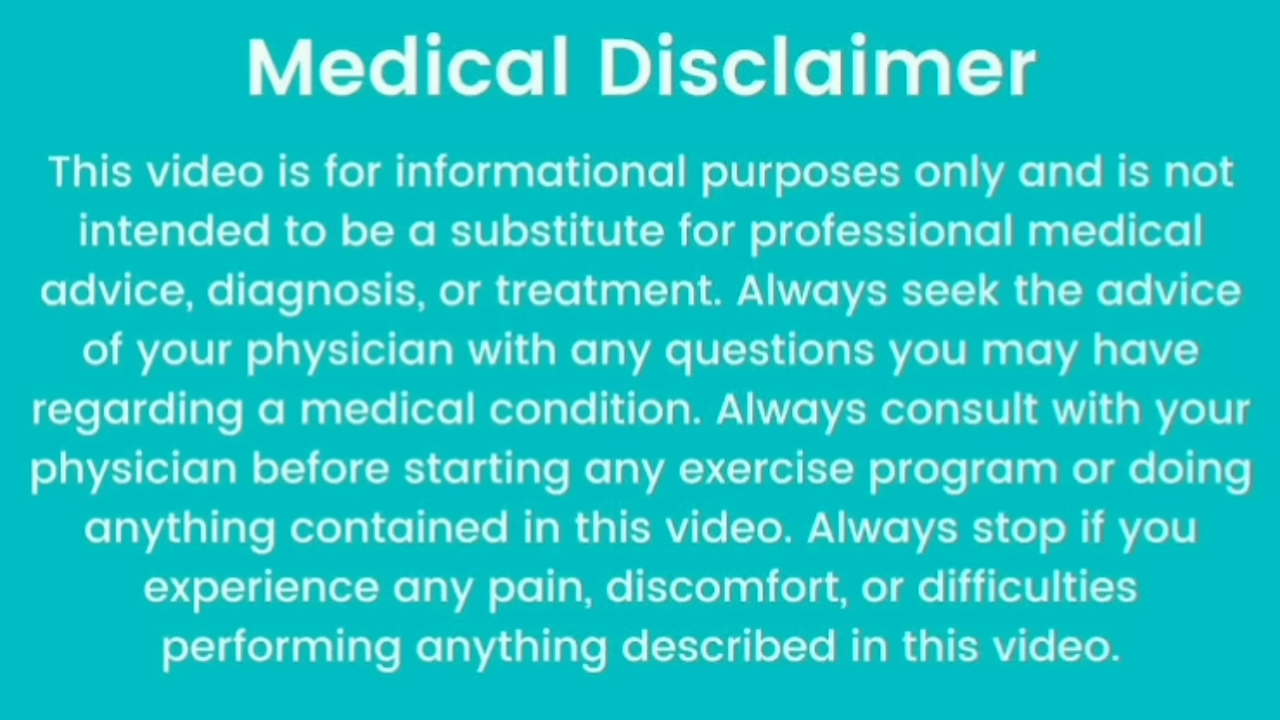 Medical Disclaimer
This video is for informational purposes only and is not
intended to be a substitute for professional medical
advice, diagnosis, or treatment. Always seek the advice
of your physician with any questions you may have
regarding a medical condition. Always consult with your
physician before starting any exercise program or doing
anything contained in this video. Always stop if you
experience any pain, discomfort, or difficulties
performing anything described in this video.